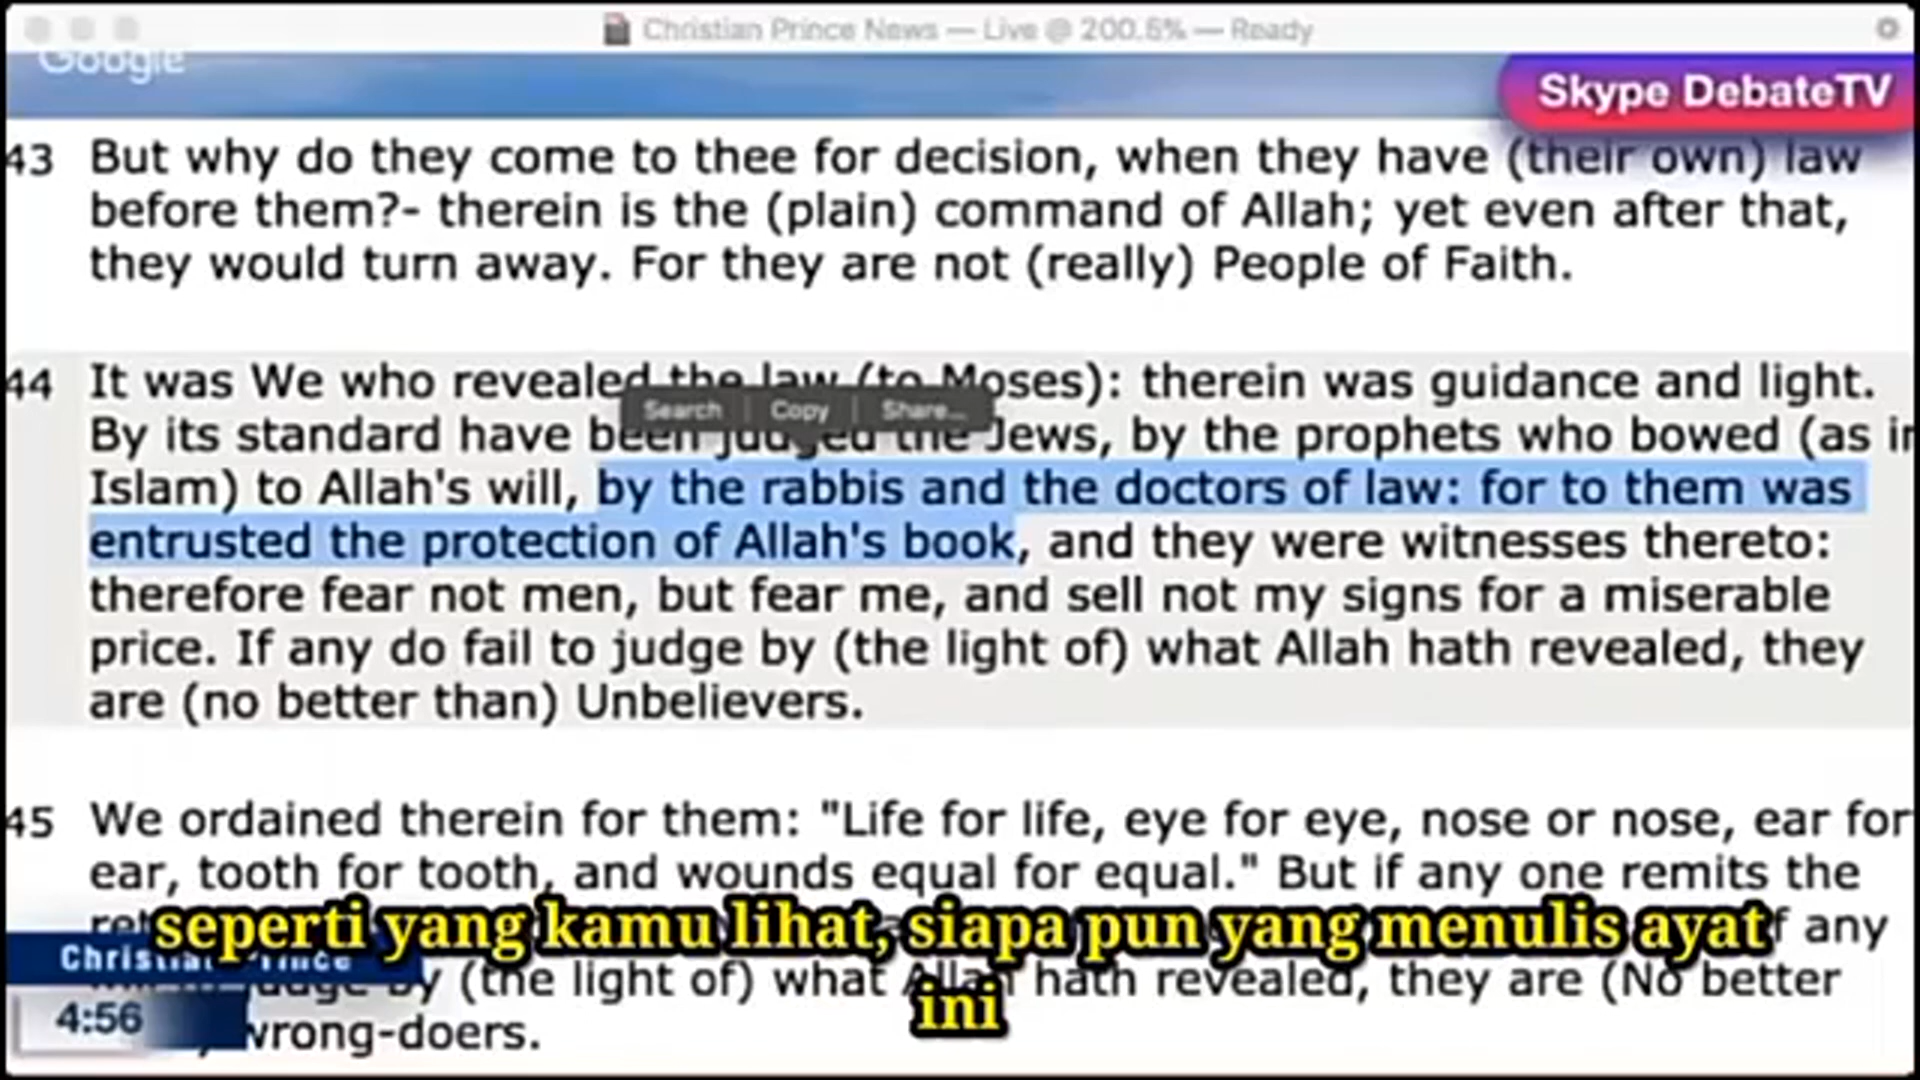 Christian Prince News — Live @ 200.5% — Ready
Google
Skype DebateTV
43 But why do they come to thee for decision, when they have (their own) law
before them?- therein is the (plain) command of Allah; yet even after that,
they would turn away. For they are not (really) People of Faith.
44 It was We who revealed the law (to Moses): therein was guidance and light.
Search Copy Share...
By its standard have been judged the Jews, by the prophets who bowed (as in
Islam) to Allah's will, by the rabbis and the doctors of law: for to them was
entrusted the protection of Allah's book, and they were witnesses thereto:
therefore fear not men, but fear me, and sell not my signs for a miserable
price. If any do fail to judge by (the light of) what Allah hath revealed, they
are (no better than) Unbelievers.
45 We ordained therein for them: "Life for life, eye for eye, nose or nose, ear for
ear, tooth for tooth, and wounds equal for equal." But if any one remits the
any
seperti yang kamu lihat, siapa pun yang menulis ayat
ini
Christian Prince
judge by (the light of) what Allah hath revealed, they are (No better
4:56
wrong-doers.